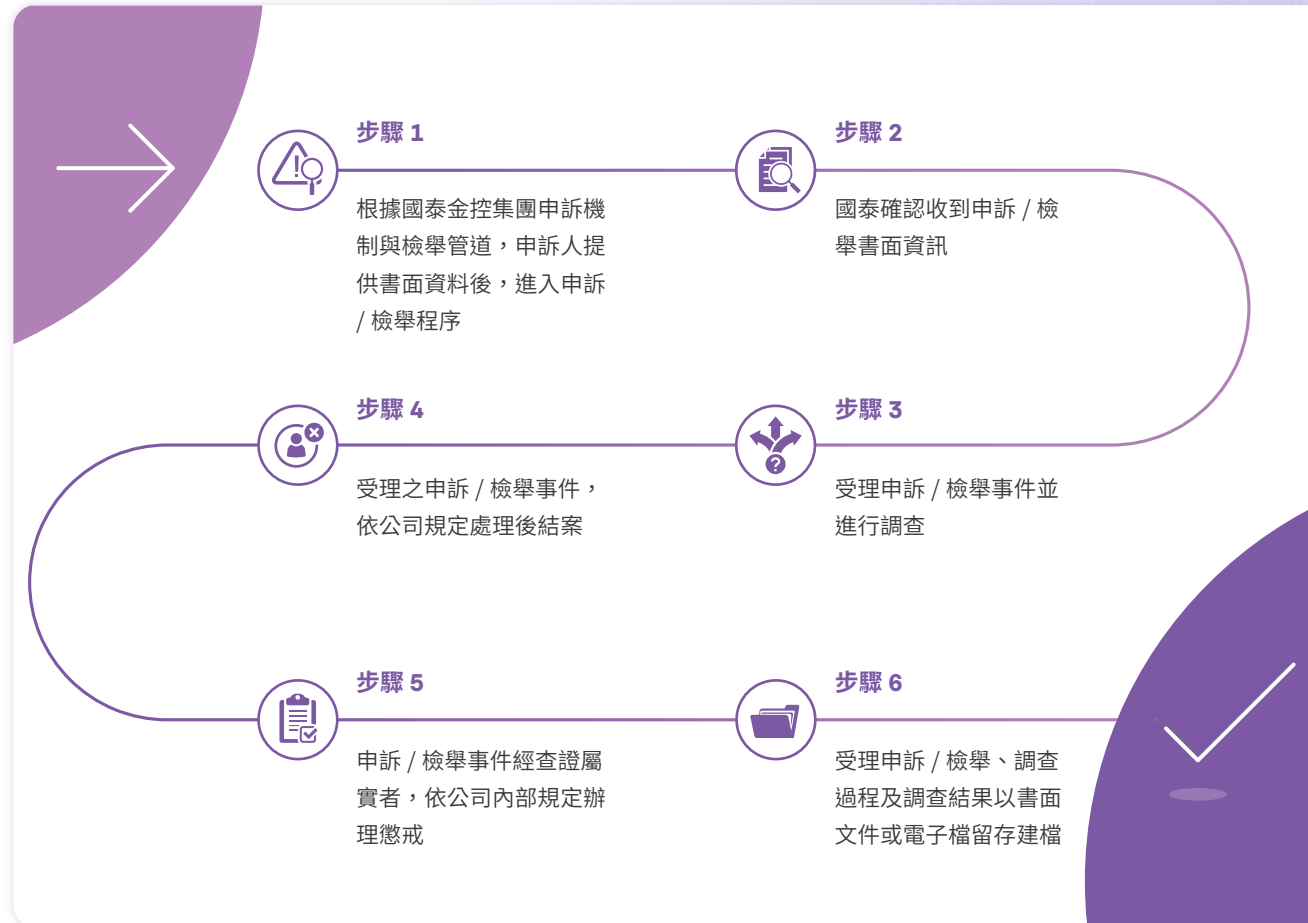 步驟 1
根據國泰金控集團申訴機
制與檢舉管道，申訴人提
供書面資料後，進入申訴
/ 檢舉程序
步驟 2
國泰確認收到申訴 / 檢
舉書面資訊
步驟 3
受理申訴 / 檢舉事件並
進行調查
步驟 4
受理之申訴 / 檢舉事件，
依公司規定處理後結案
步驟 5
申訴 / 檢舉事件經查證屬
實者，依公司內部規定辦
理懲戒
步驟 6
受理申訴 / 檢舉、調查
過程及調查結果以書面
文件或電子檔留存建檔